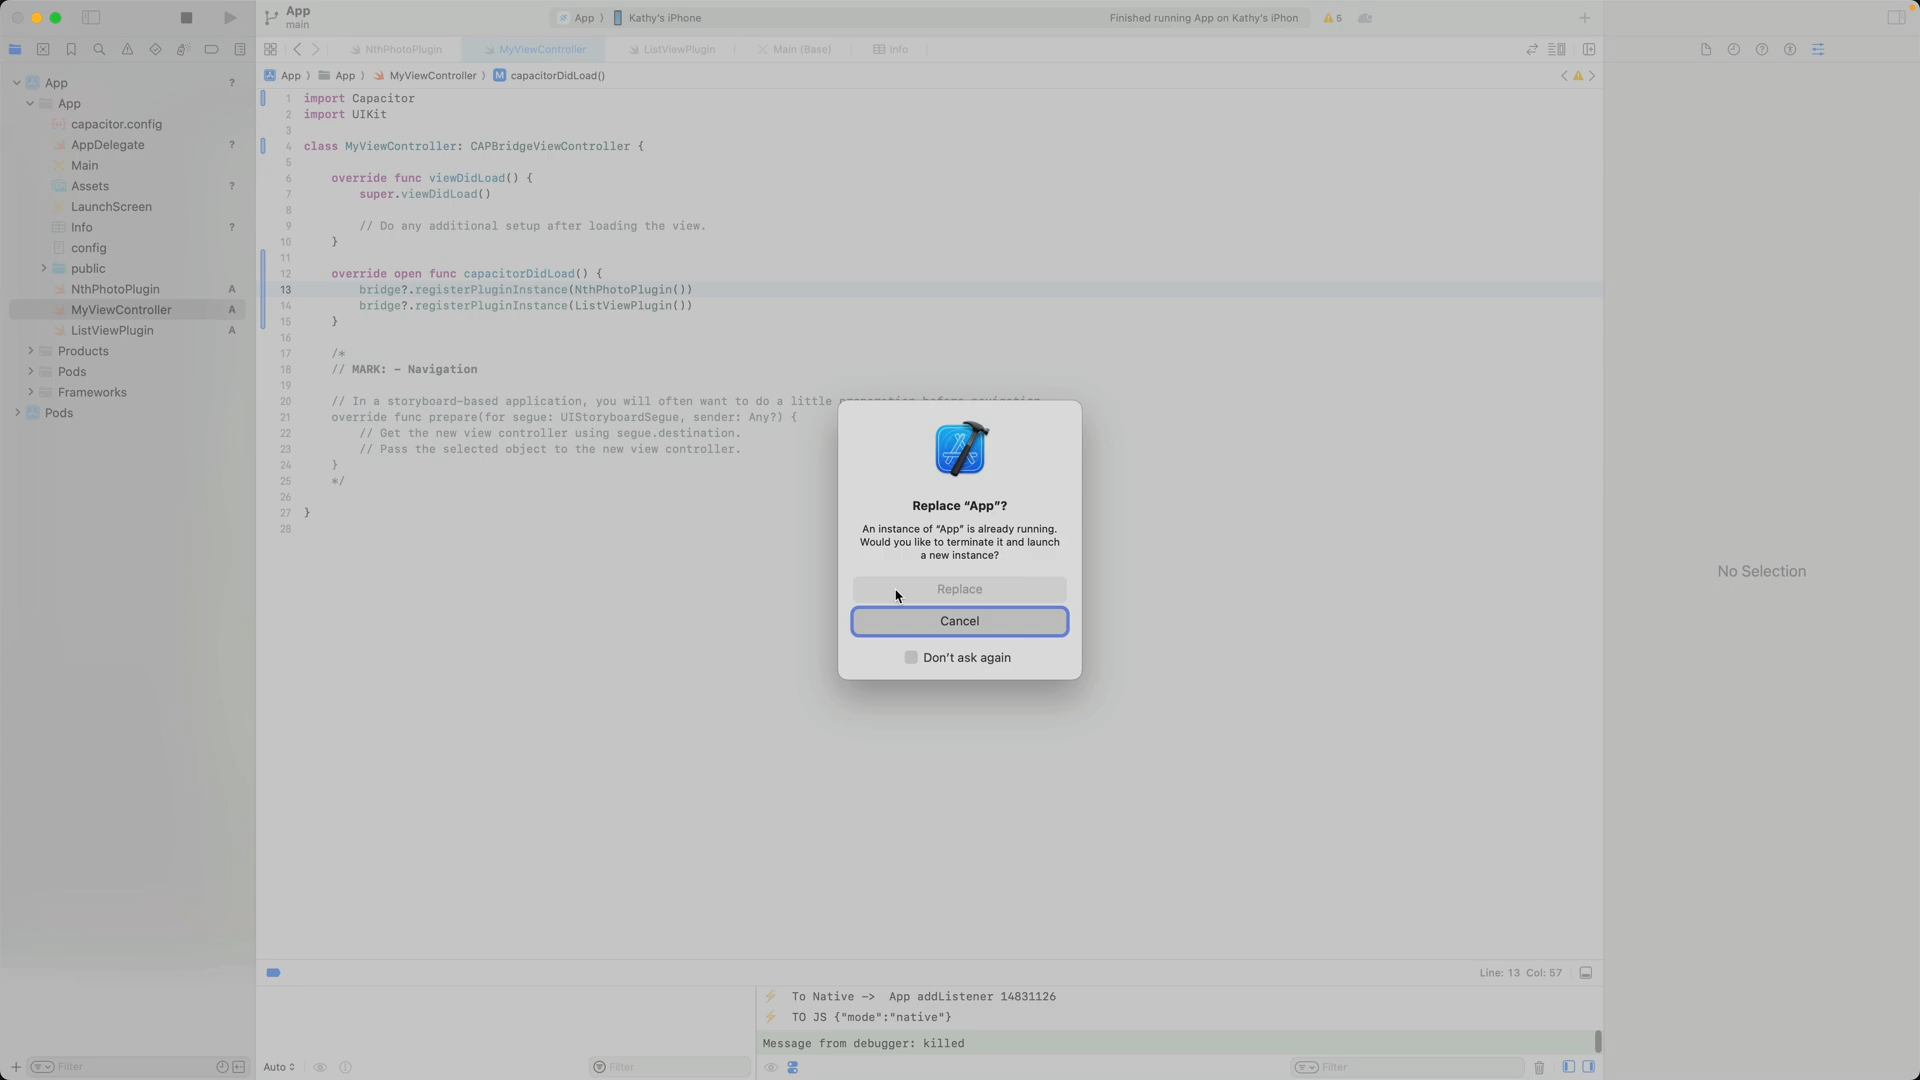 App
main
App
Kathy's iPhone
Finished running App on Kathy's iPhon
5
NthPhotoPlugin
MyViewController
ListViewPlugin
Main (Base)
Info
App
App
MyViewController
M capacitorDidLoad()
App ?
App
capacitor.config
AppDelegate ?
Main
Assets ?
LaunchScreen
Info ?
config
public
NthPhotoPlugin A
MyViewController A
ListViewPlugin A
Products
Pods
Frameworks
Pods
1 import Capacitor
2 import UIKit
3
4 class MyViewController: CAPBridgeViewController {
5
6 override func viewDidLoad() {
7 super.viewDidLoad()
8
9 // Do any additional setup after loading the view.
10 }
11
12 override open func capacitorDidLoad() {
13 bridge?.registerPluginInstance(NthPhotoPlugin())
14 bridge?.registerPluginInstance(ListViewPlugin())
15 }
16
17 /*
18 // MARK: - Navigation
19
20 // In a storyboard-based application, you will often want to do a little
21 override func prepare(for segue: UIStoryboardSegue, sender: Any?) {
22 // Get the new view controller using segue.destination.
23 // Pass the selected object to the new view controller.
24 }
25 */
26
27 }
28
Replace “App”?
An instance of “App” is already running.
Would you like to terminate it and launch
a new instance?
Replace
Cancel
Don't ask again
No Selection
Line: 13 Col: 57
⚡ To Native -> App addListener 14831126
⚡ TO JS {"mode":"native"}
Message from debugger: killed
Filter
Auto
Filter
Filter